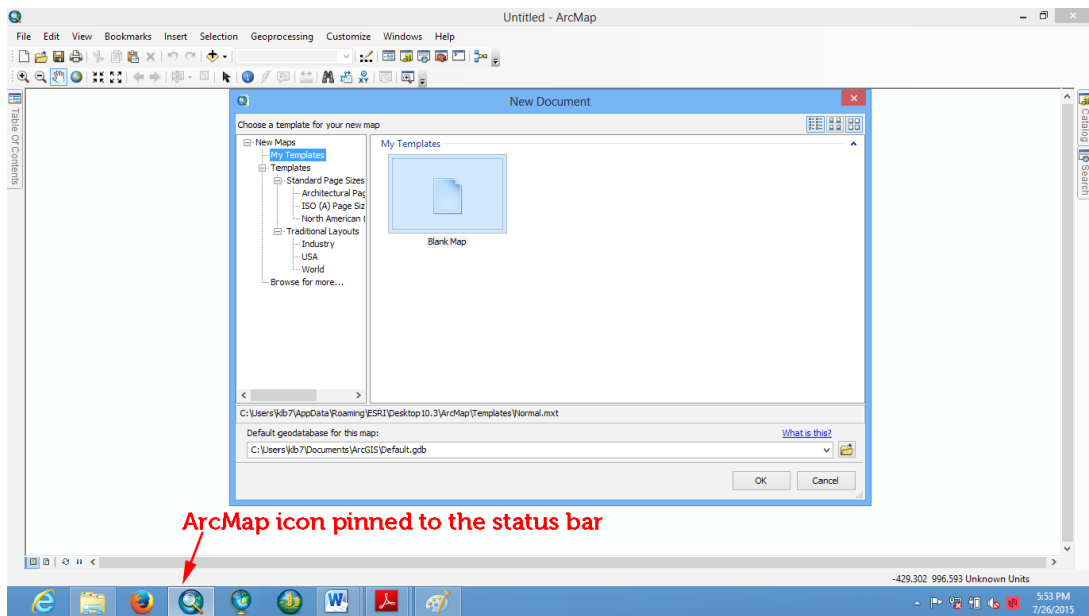 Untitled - ArcMap
File Edit View Bookmarks Insert Selection Geoprocessing Customize Windows Help
Table Of Contents
Catalog
Search
New Document
Choose a template for your new map
New Maps
My Templates
Templates
Standard Page Sizes
Architectural Pag
ISO (A) Page Siz
North American (
Traditional Layouts
Industry
USA
World
Browse for more...
My Templates
Blank Map
C:\Users\klb7\AppData\Roaming\ESRI\Desktop10.3\ArcMap\Templates\Normal.mxt
Default geodatabase for this map:
What is this?
C:\Users\klb7\Documents\ArcGIS\Default.gdb
OK Cancel
ArcMap icon pinned to the status bar
-429.302 996.593 Unknown Units
5:53 PM
7/26/2015